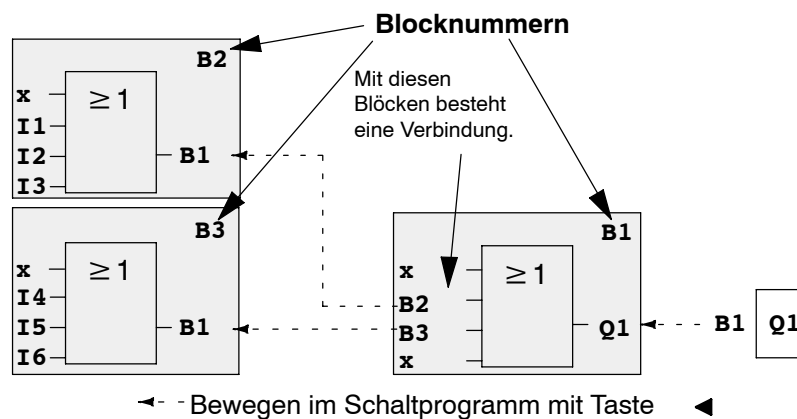 Blocknummern
B2
x
I1
I2
I3
≥1
B1
Mit diesen
Blöcken besteht
eine Verbindung.
B3
x
I4
I5
I6
≥1
B1
B1
x
B2
B3
x
≥1
Q1
B1
Q1
Bewegen im Schaltprogramm mit Taste ◄